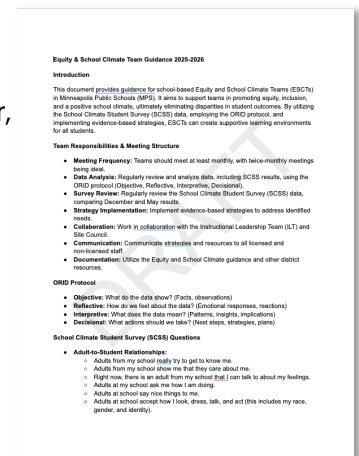 r,
Equity & School Climate Team Guidance 2025-2026
Introduction
This document provides guidance for school-based Equity and School Climate Teams (ESCTs)
in Minneapolis Public Schools (MPS). It aims to support teams in promoting equity, inclusion,
and a positive school climate, ultimately eliminating disparities in student outcomes. By utilizing
the School Climate Student Survey (SCSS) data, employing the ORID protocol, and
implementing evidence-based strategies, ESCTs can create supportive learning environments
for all students.
Team Responsibilities & Meeting Structure
● Meeting Frequency: Teams should meet at least monthly, with twice-monthly meetings
being ideal.
● Data Analysis: Regularly review and analyze data, including SCSS results, using the
ORID protocol (Objective, Reflective, Interpretive, Decisional).
● Survey Review: Regularly review the School Climate Student Survey (SCSS) data,
comparing December and May results.
● Strategy Implementation: Implement evidence-based strategies to address identified
needs.
● Collaboration: Work in collaboration with the Instructional Leadership Team (ILT) and
Site Council.
● Communication: Communicate strategies and resources to all licensed and
non-licensed staff.
● Documentation: Utilize the Equity and School Climate guidance and other district
resources.
ORID Protocol
● Objective: What do the data show? (Facts, observations)
● Reflective: How do we feel about the data? (Emotional responses, reactions)
● Interpretive: What does the data mean? (Patterns, insights, implications)
● Decisional: What actions should we take? (Next steps, strategies, plans)
School Climate Student Survey (SCSS) Questions
● Adult-to-Student Relationships:
○ Adults from my school really try to get to know me.
○ Adults from my school show me that they care about me.
○ Right now, there is an adult from my school that I can talk to about my feelings.
○ Adults at my school ask me how I am doing.
○ Adults at school say nice things to me.
○ Adults at school accept how I look, dress, talk, and act (this includes my race,
gender, and identity).
DRAFT